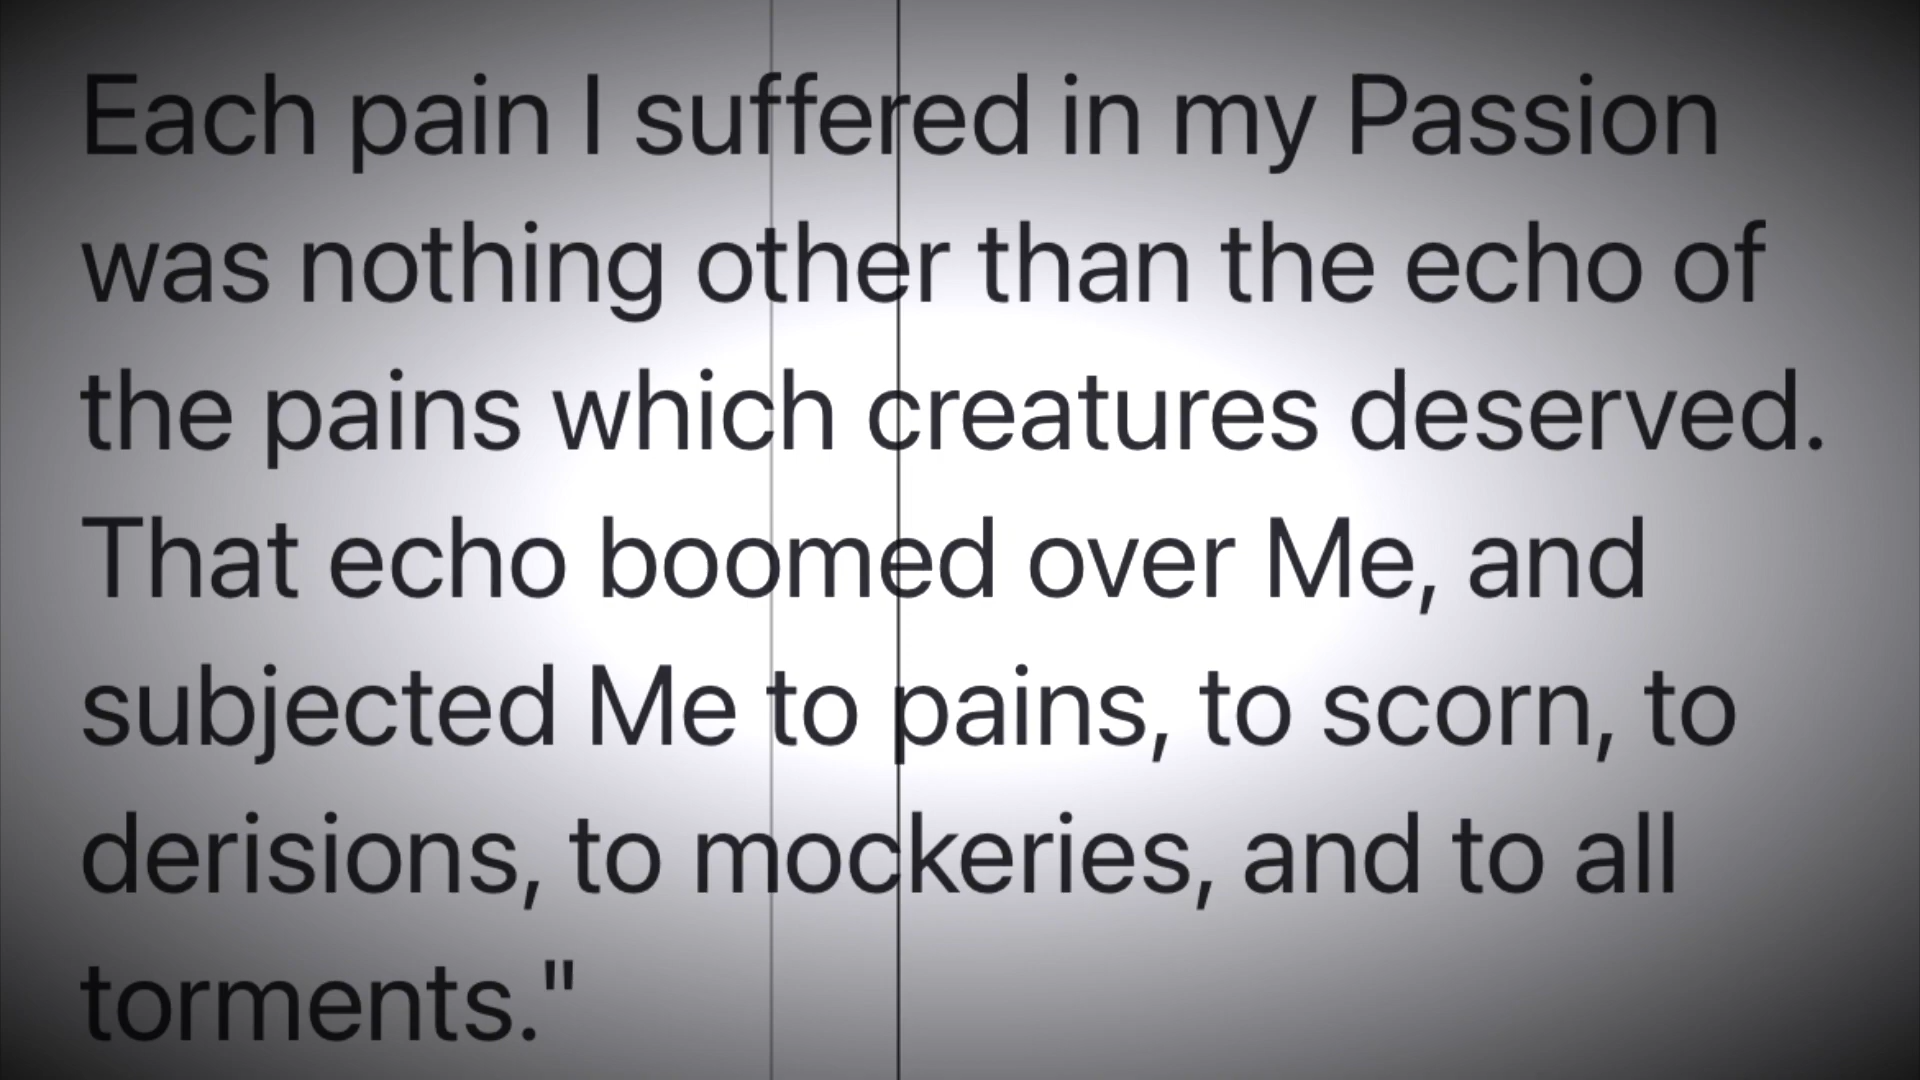 Each pain I suffered in my Passion
was nothing other than the echo of
the pains which creatures deserved.
That echo boomed over Me, and
subjected Me to pains, to scorn, to
derisions, to mockeries, and to all
torments."